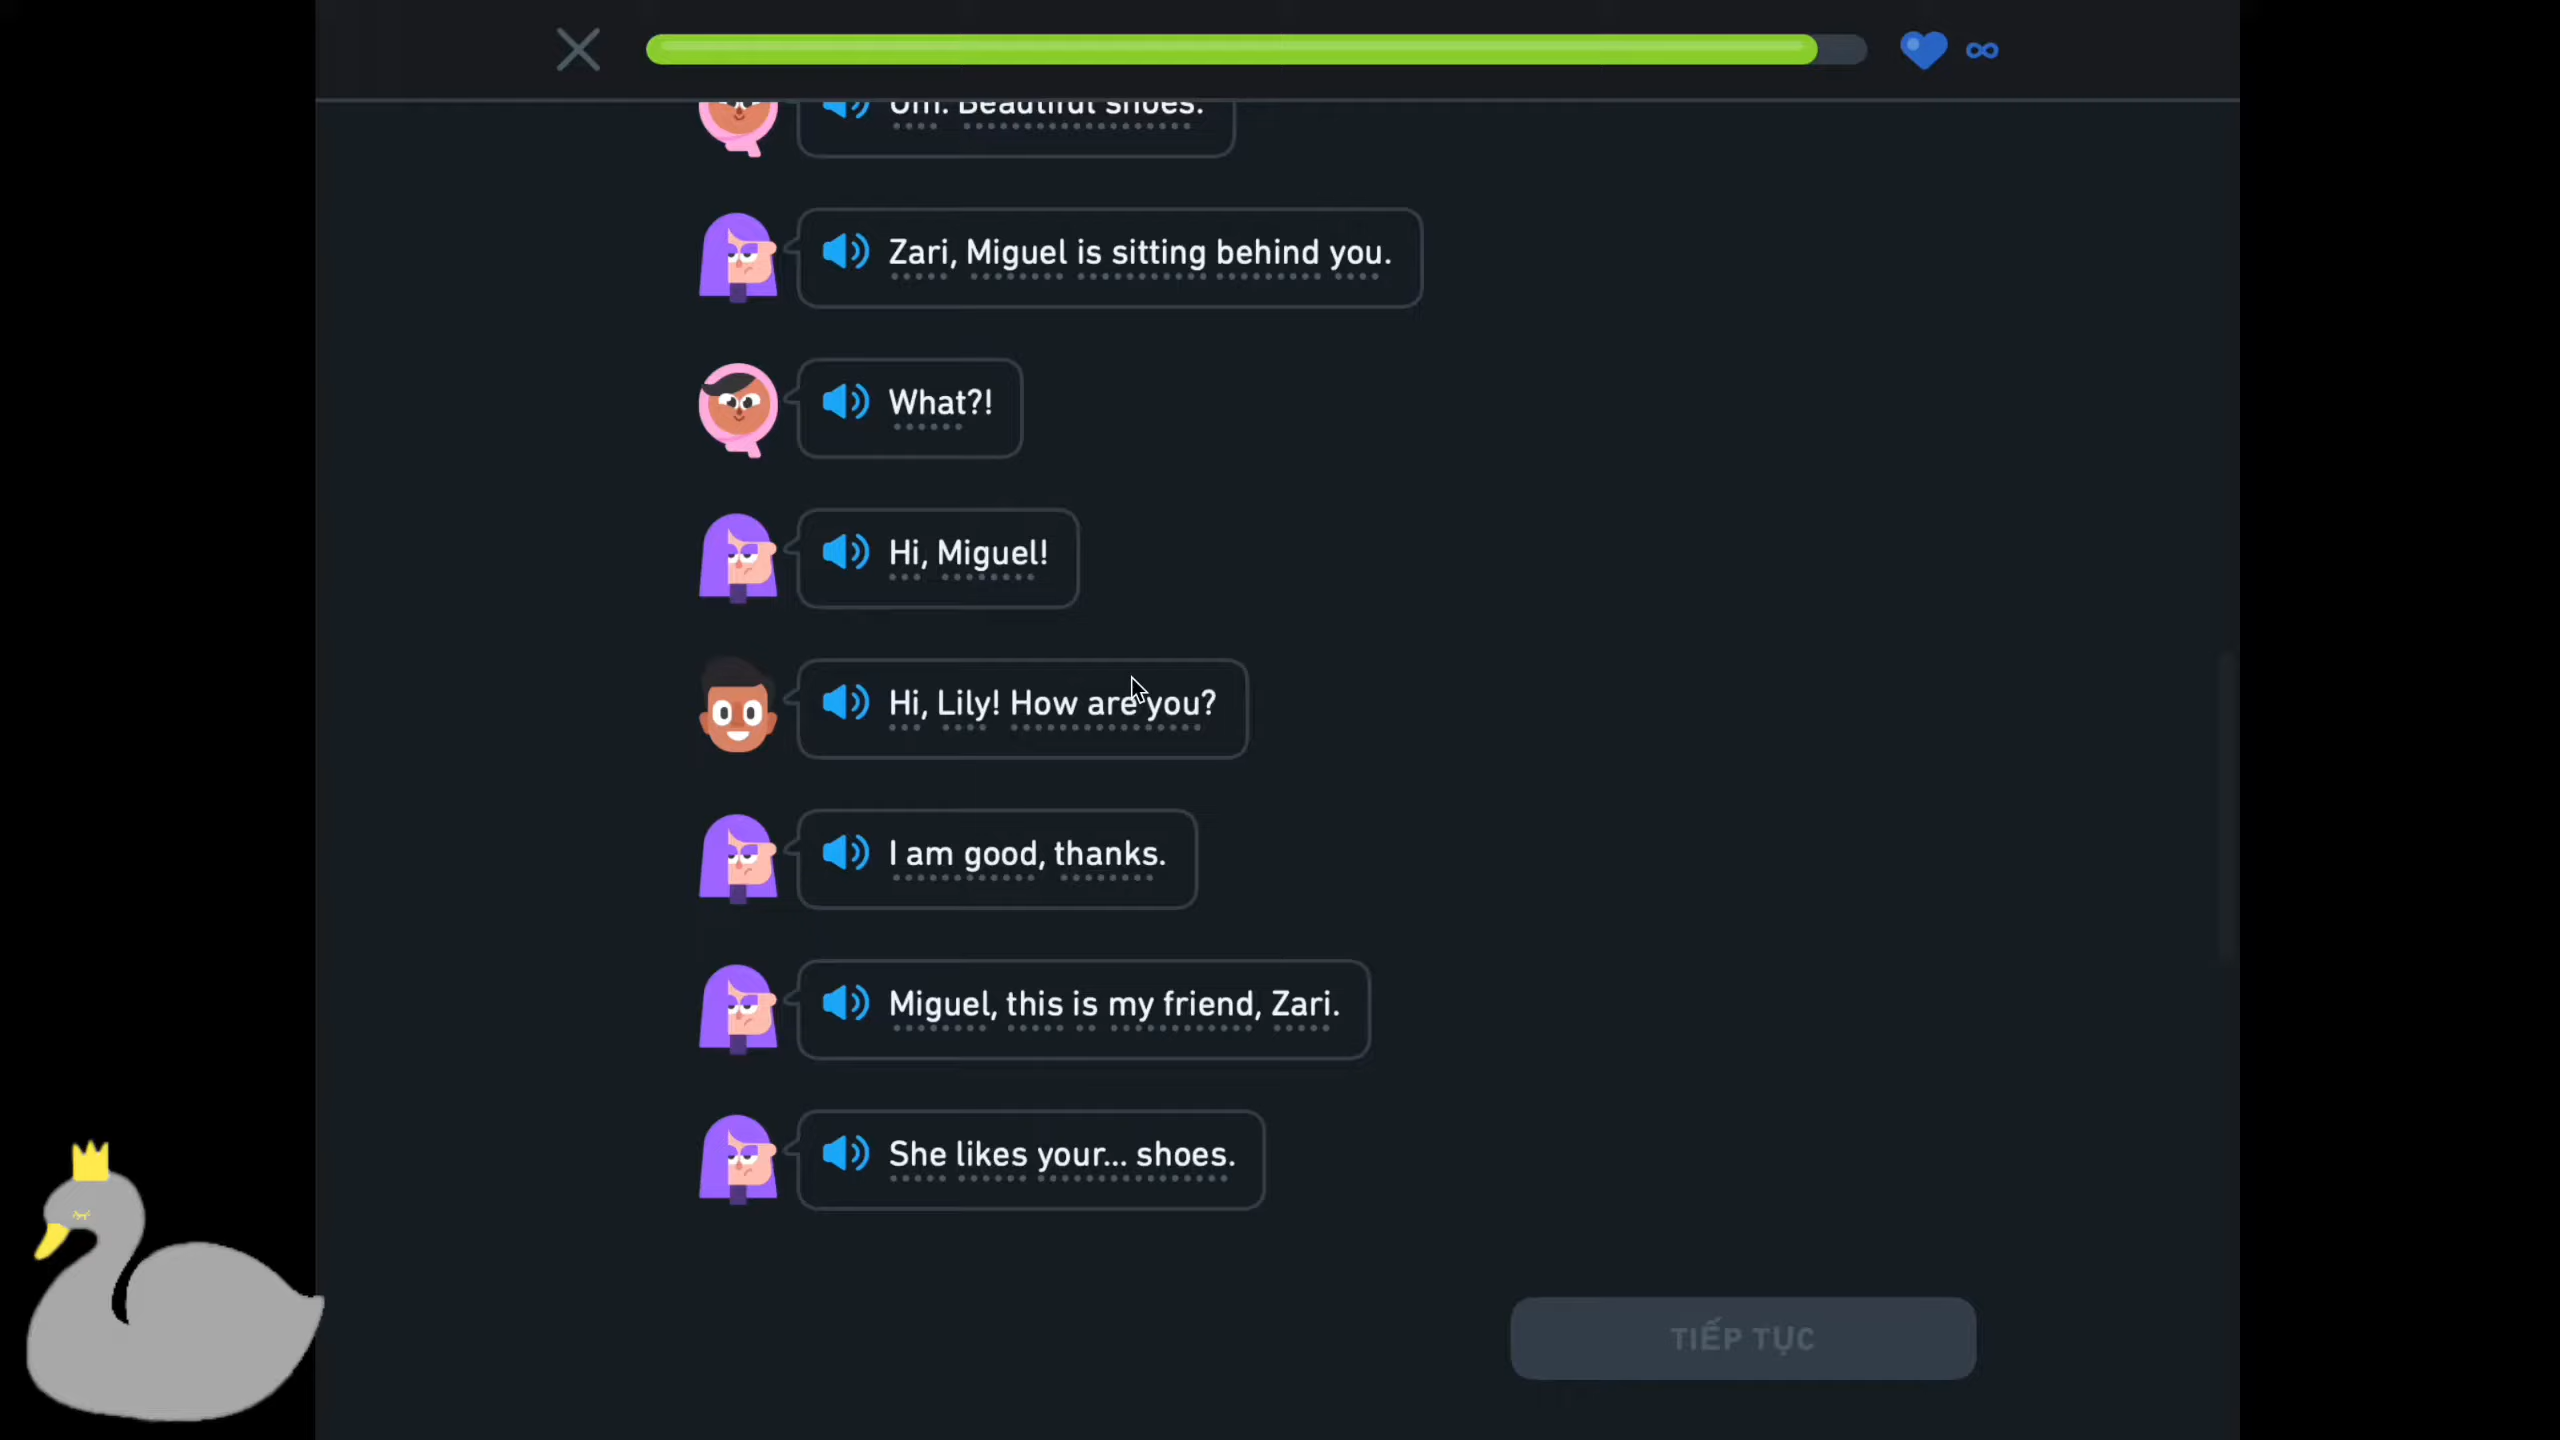 Um. Beautiful shoes.
Zari, Miguel is sitting behind you.
What?!
Hi, Miguel!
Hi, Lily! How are you?
I am good, thanks.
Miguel, this is my friend, Zari.
She likes your... shoes.
TIẾP TỤC